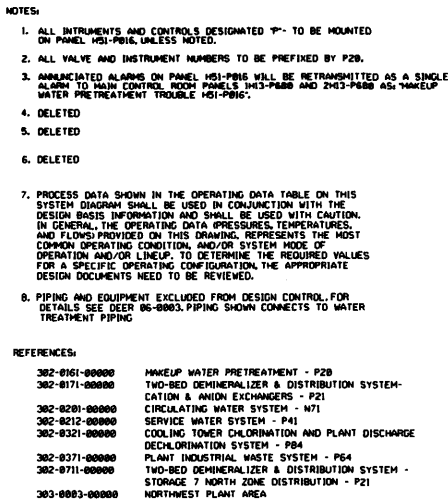 NOTES:
1. ALL INTRUMENTS AND CONTROLS DESIGNATED "P"- TO BE MOUNTED
ON PANEL H51-P816, UNLESS NOTED.
2. ALL VALVE AND INSTRUMENT NUMBERS TO BE PREFIXED BY P20.
3. ANNUNCIATED ALARMS ON PANEL H51-P816 WILL BE RETRANSMITTED AS A SINGLE
ALARM TO MAIN CONTROL ROOM PANELS 1H13-P680 AND 2H13-P680 AS: "MAKEUP
WATER PRETREATMENT TROUBLE H51-P816".
4. DELETED
5. DELETED
6. DELETED
7. PROCESS DATA SHOWN IN THE OPERATING DATA TABLE ON THIS
SYSTEM DIAGRAM SHALL BE USED IN CONJUNCTION WITH THE
DESIGN BASIS INFORMATION AND SHALL BE USED WITH CAUTION.
IN GENERAL, THE OPERATING DATA (PRESSURES, TEMPERATURES,
AND FLOWS) PROVIDED ON THIS DRAWING, REPRESENTS THE MOST
COMMON OPERATING CONDITION, AND/OR SYSTEM MODE OF
OPERATION AND/OR LINEUP. TO DETERMINE THE REQUIRED VALUES
FOR A SPECIFIC OPERATING CONFIGURATION, THE APPROPRIATE
DESIGN DOCUMENTS NEED TO BE REVIEWED.
8. PIPING AND EQUIPMENT EXCLUDED FROM DESIGN CONTROL. FOR
DETAILS SEE DEER 06-0003. PIPING SHOWN CONNECTS TO WATER
TREATMENT PIPING
REFERENCES:
302-0161-00000 MAKEUP WATER PRETREATMENT - P20
302-0171-00000 TWO-BED DEMINERALIZER & DISTRIBUTION SYSTEM-
CATION & ANION EXCHANGERS - P21
302-0201-00000 CIRCULATING WATER SYSTEM - N71
302-0212-00000 SERVICE WATER SYSTEM - P41
302-0321-00000 COOLING TOWER CHLORINATION AND PLANT DISCHARGE
DECHLORINATION SYSTEM - P84
302-0371-00000 PLANT INDUSTRIAL WASTE SYSTEM - P64
302-0711-00000 TWO-BED DEMINERALIZER & DISTRIBUTION SYSTEM -
STORAGE 7 NORTH ZONE DISTRIBUTION - P21
303-0003-00000 NORTHWEST PLANT AREA